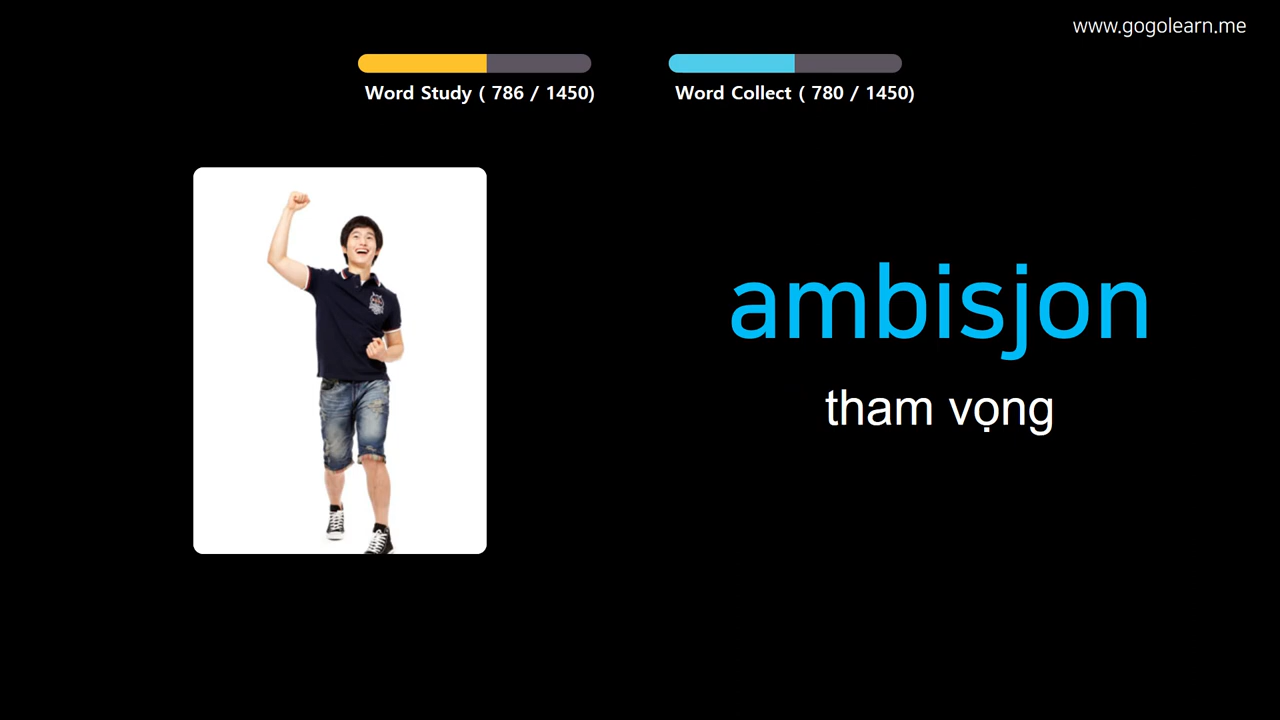 www.gogolearn.me
Word Study ( 786 / 1450)
Word Collect ( 780 / 1450)
ambisjon
tham vọng